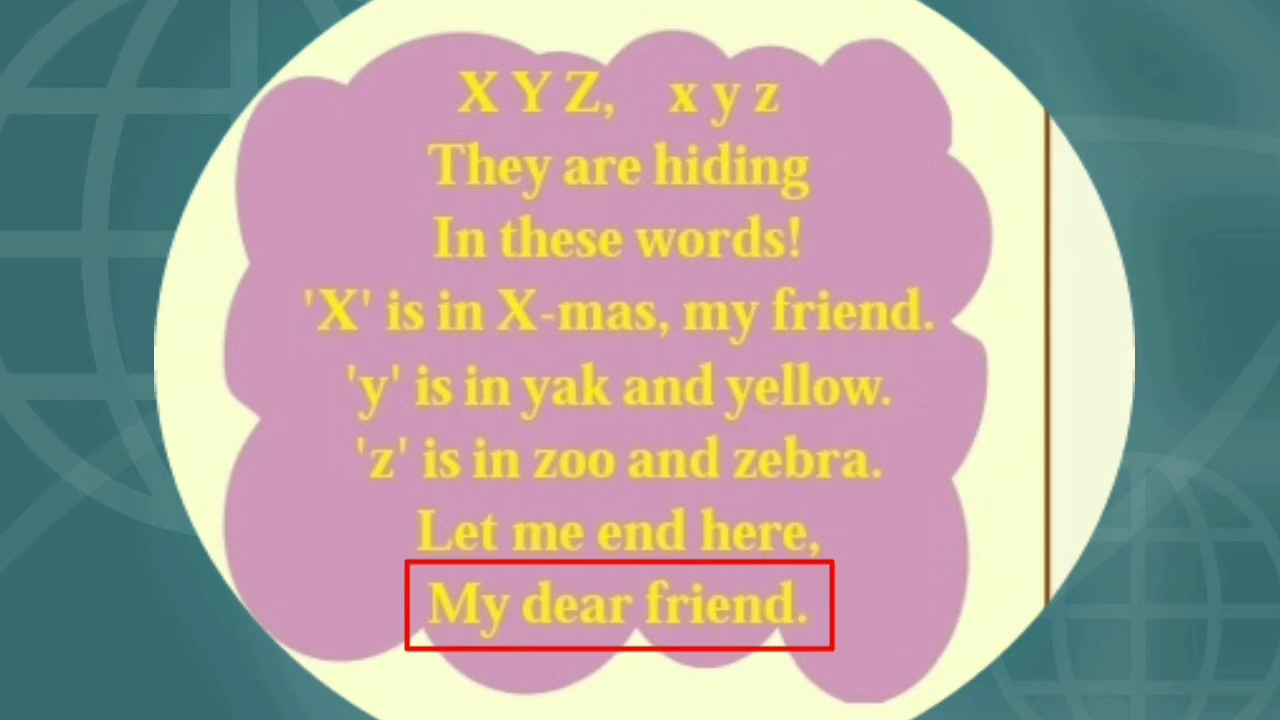 X Y Z, x y z
They are hiding
In these words!
'X' is in X-mas, my friend.
'y' is in yak and yellow.
'z' is in zoo and zebra.
Let me end here,
My dear friend.